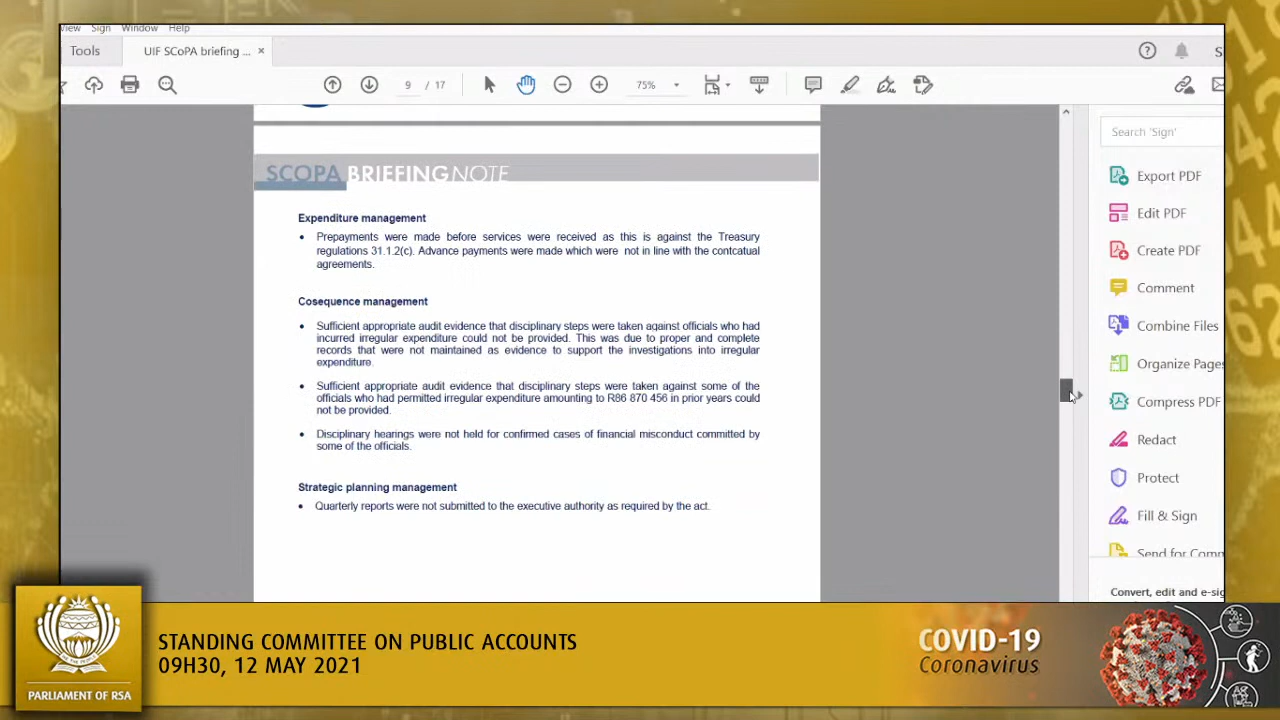 View Sign Window Help
Tools UIF SCoPA briefing ... ×
9 / 17 75%
Search 'Sign'
SCOPA BRIEFINGNOTE
Expenditure management
• Prepayments were made before services were received as this is against the Treasury
regulations 31.1.2(c). Advance payments were made which were not in line with the contcatual
agreements.
Cosequence management
• Sufficient appropriate audit evidence that disciplinary steps were taken against officials who had
incurred irregular expenditure could not be provided. This was due to proper and complete
records that were not maintained as evidence to support the investigations into irregular
expenditure.
• Sufficient appropriate audit evidence that disciplinary steps were taken against some of the
officials who had permitted irregular expenditure amounting to R86 870 456 in prior years could
not be provided.
• Disciplinary hearings were not held for confirmed cases of financial misconduct committed by
some of the officials.
Strategic planning management
• Quarterly reports were not submitted to the executive authority as required by the act.
Export PDF
Edit PDF
Create PDF
Comment
Combine Files
Organize Pages
Compress PDF
Redact
Protect
Fill & Sign
Send for Comm
Convert, edit and e-sig
PARLIAMENT OF RSA
STANDING COMMITTEE ON PUBLIC ACCOUNTS
09H30, 12 MAY 2021
COVID-19
Coronavirus